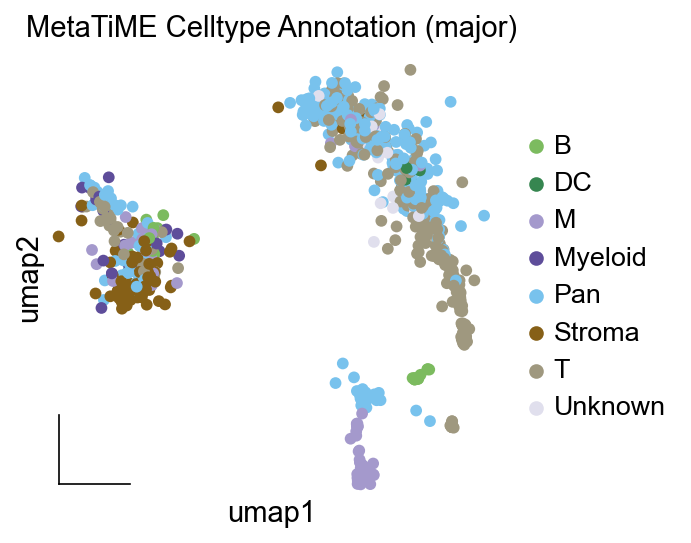 MetaTiME Celltype Annotation (major)
B
DC
M
Myeloid
Pan
Stroma
T
Unknown
umap2
umap1